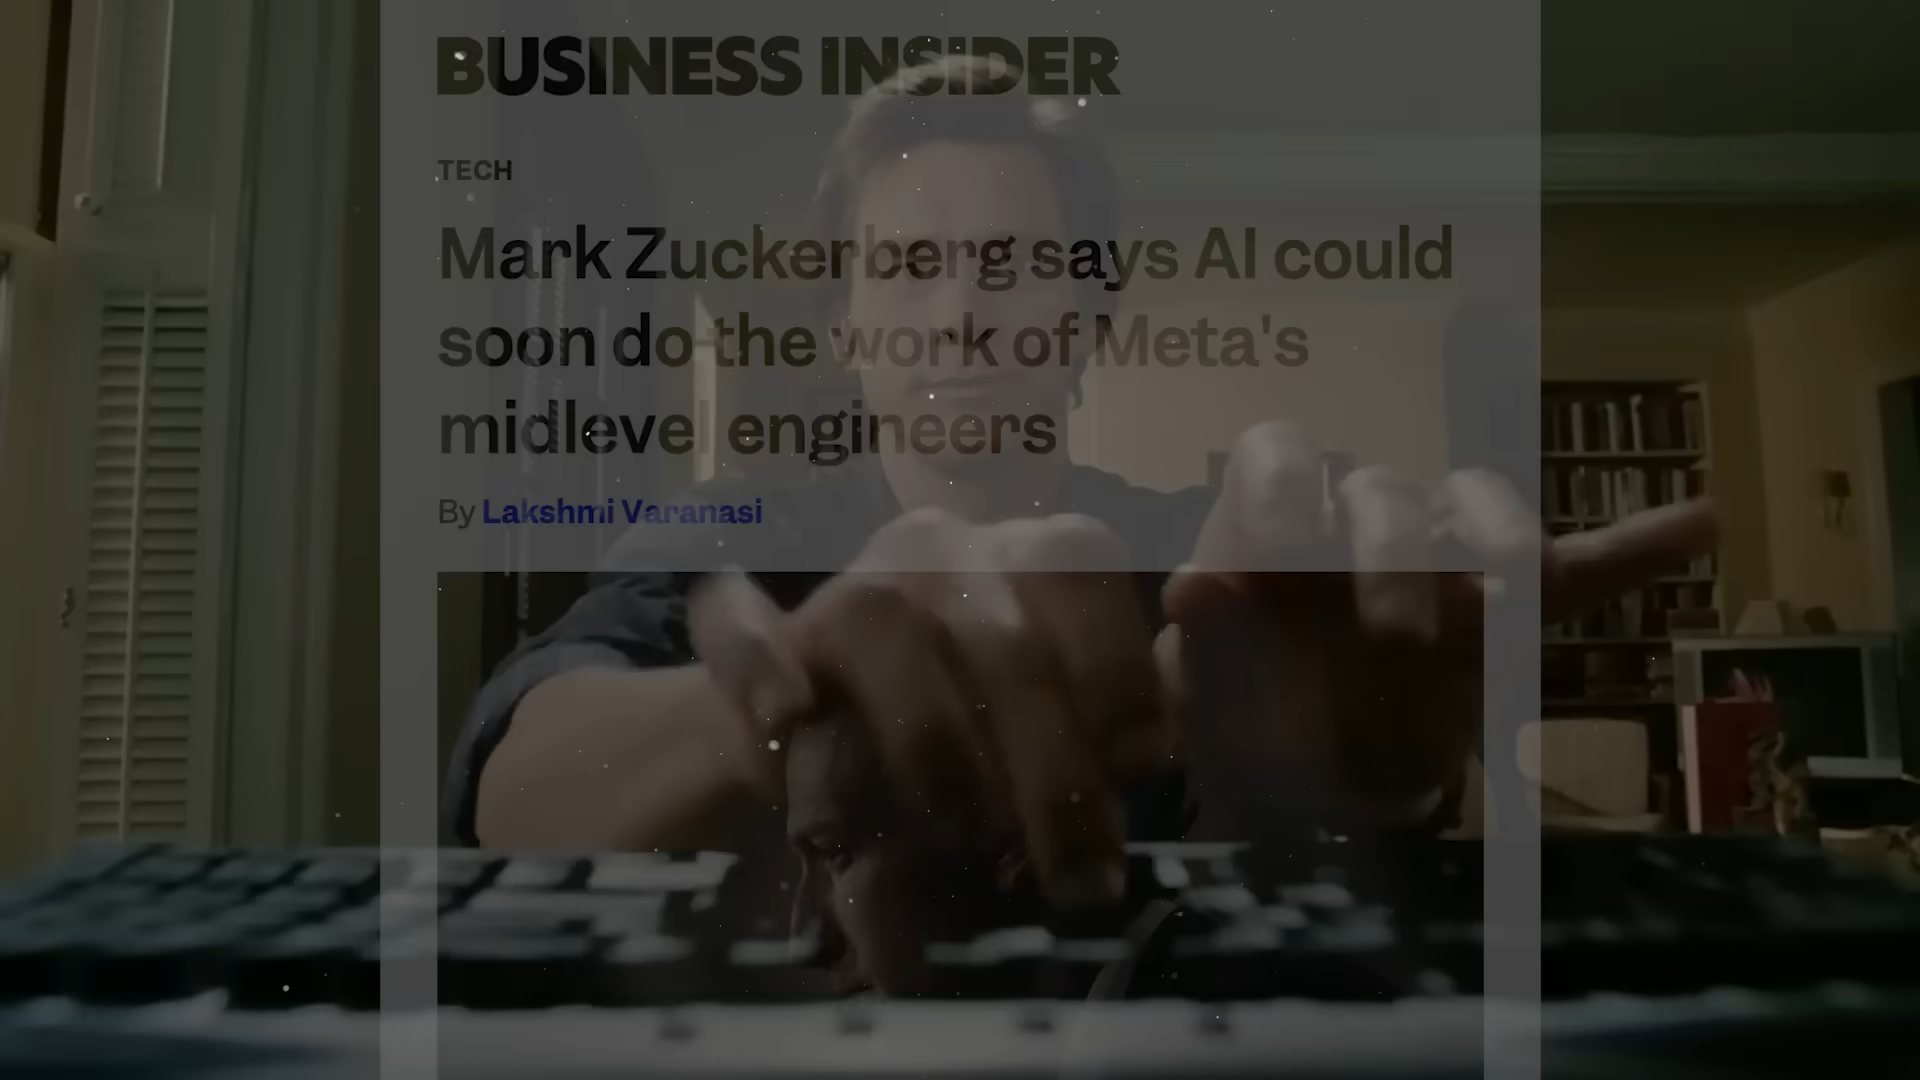 BUSINESS INSIDER
TECH
Mark Zuckerberg says AI could
soon do the work of Meta's
midlevel engineers
By Lakshmi Varanasi